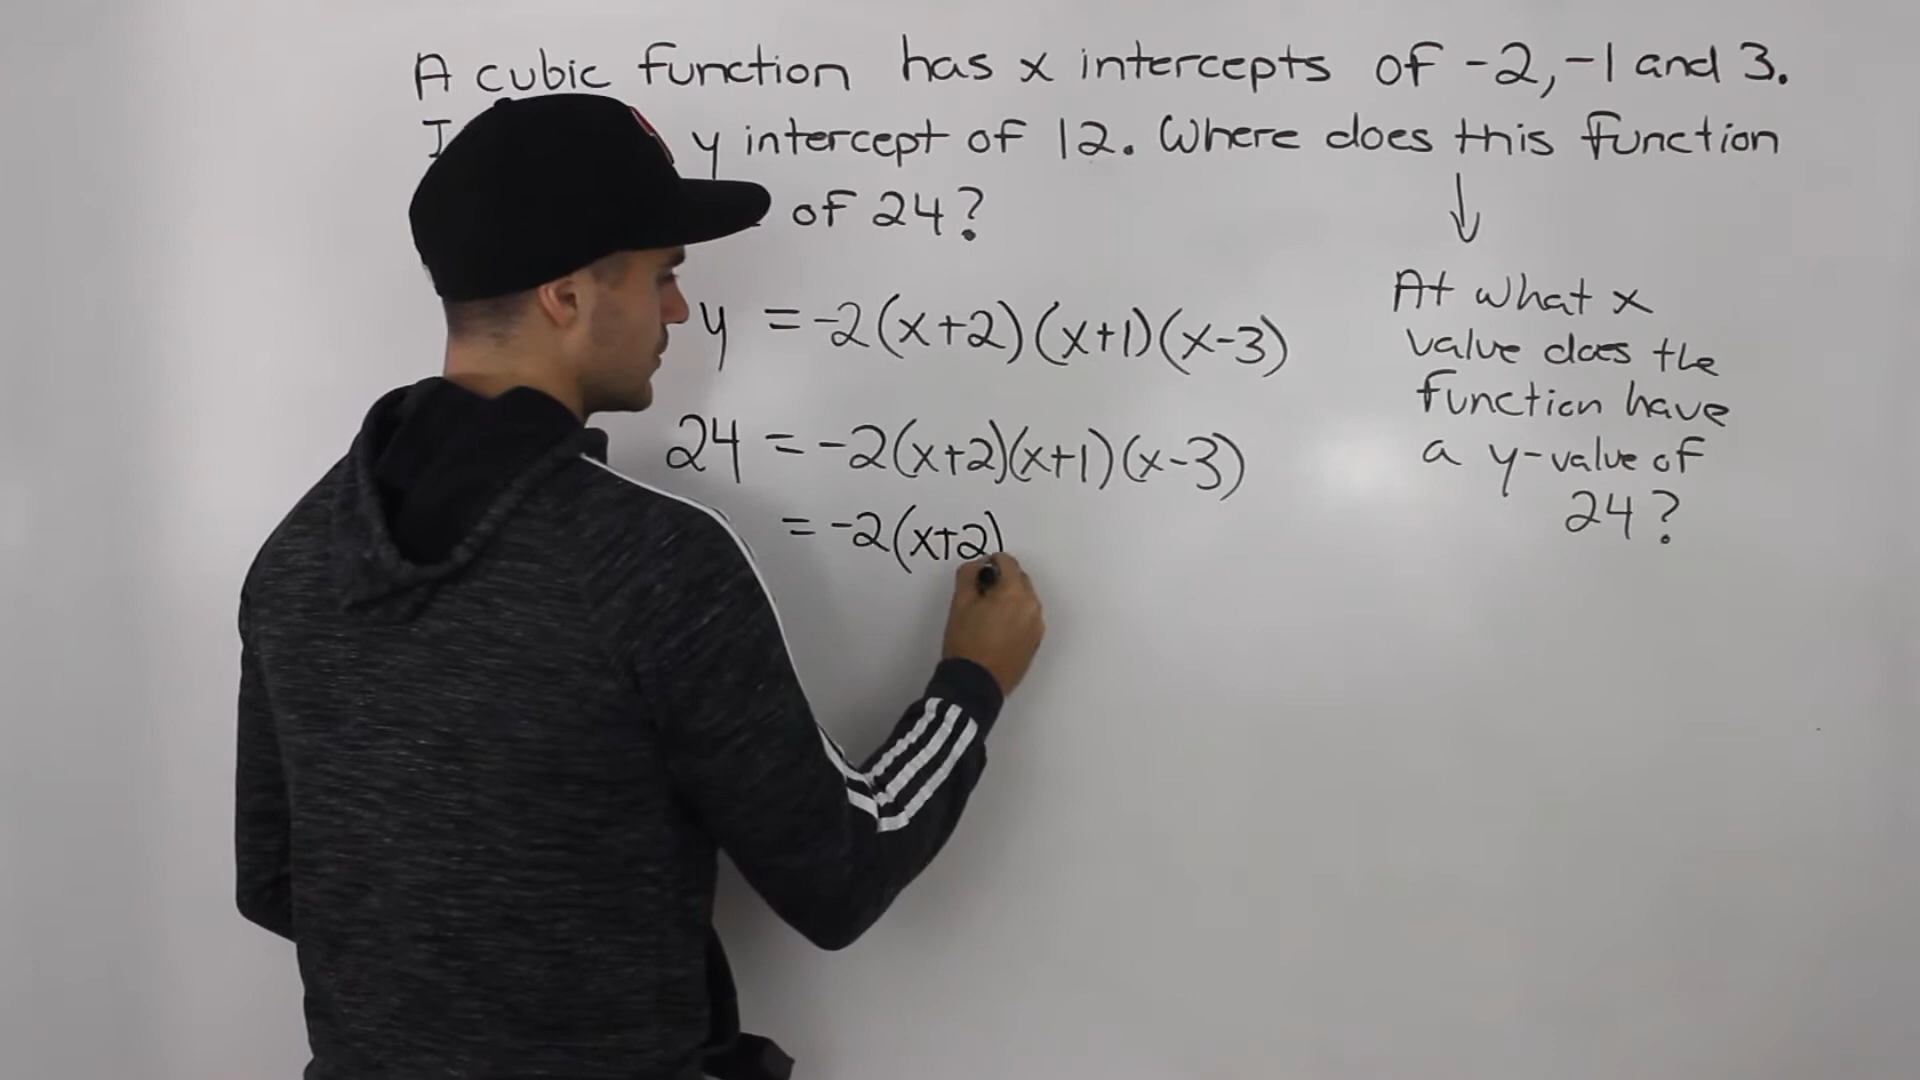 A cubic function has x intercepts of -2, -1 and 3.
y intercept of 12. Where does this function
of 24?
↓
At what x
value does the
function have
a y-value of
24?
y = -2(x+2)(x+1)(x-3)
24 = -2(x+2)(x+1)(x-3)
= -2(x+2)